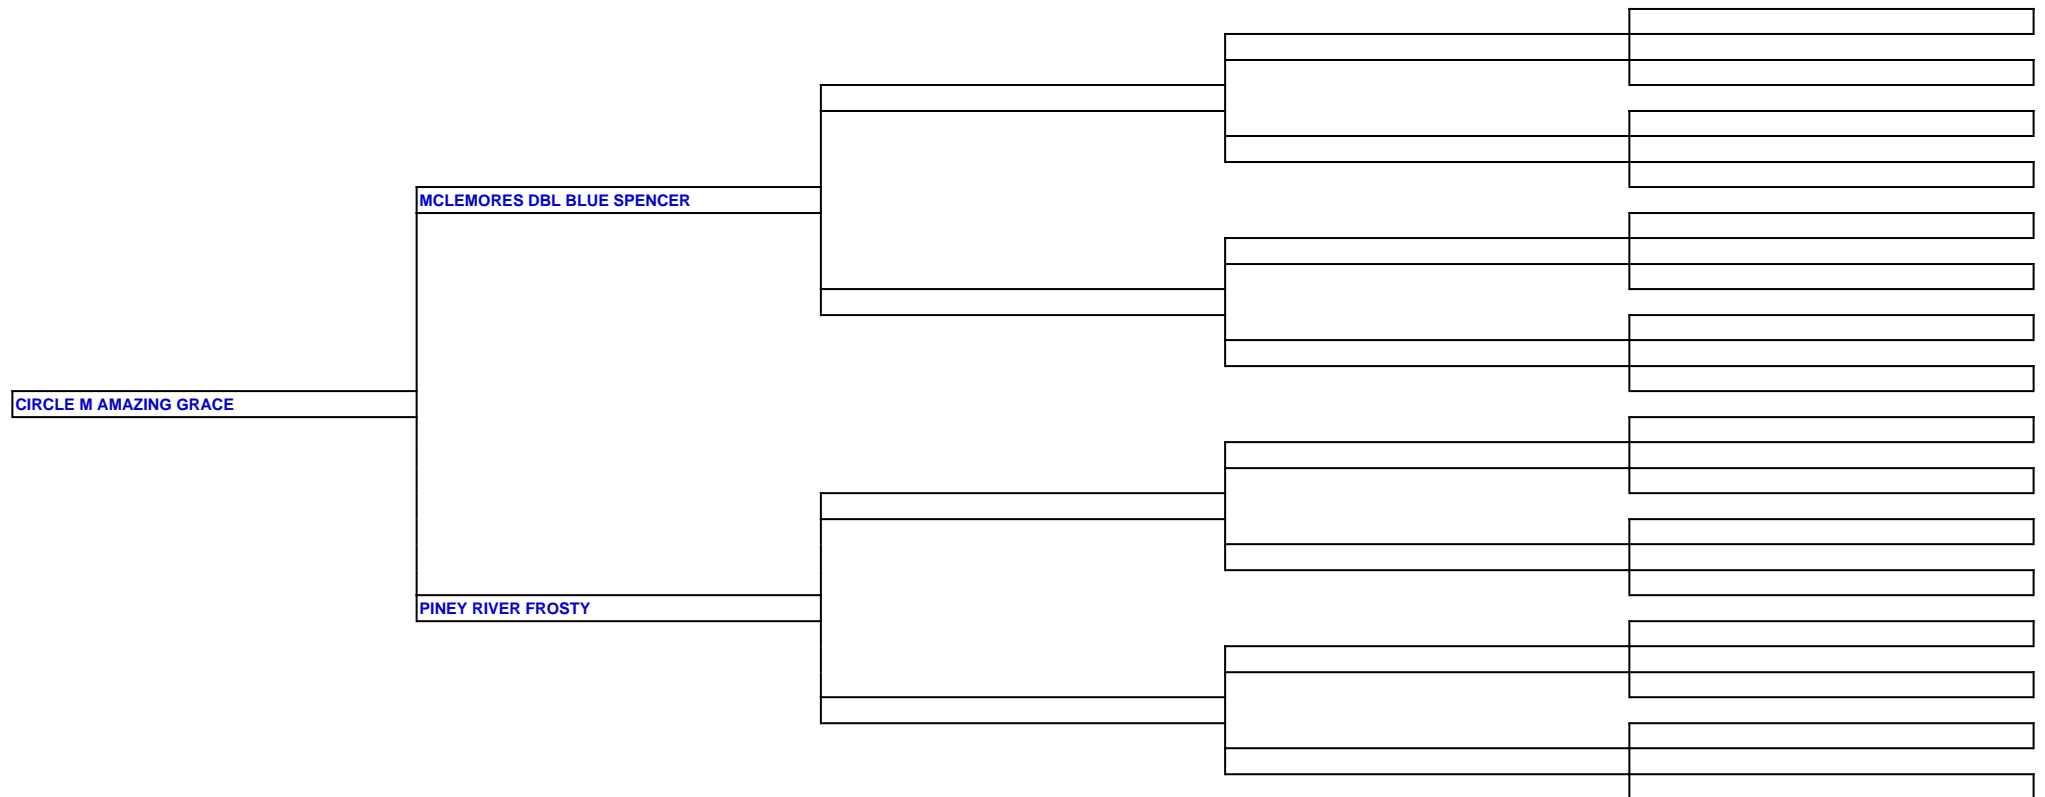 MCLEMORES DBL BLUE SPENCER
CIRCLE M AMAZING GRACE
PINEY RIVER FROSTY